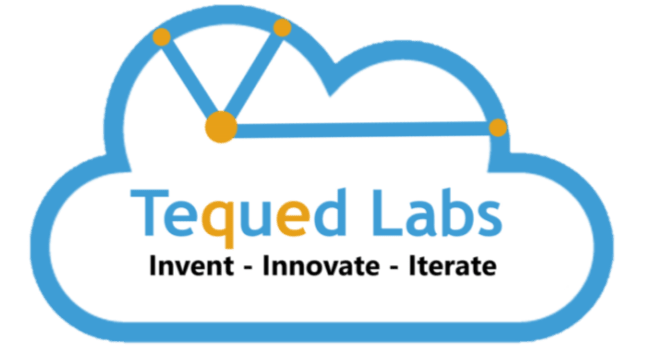 Tequed Labs
Invent - Innovate - Iterate